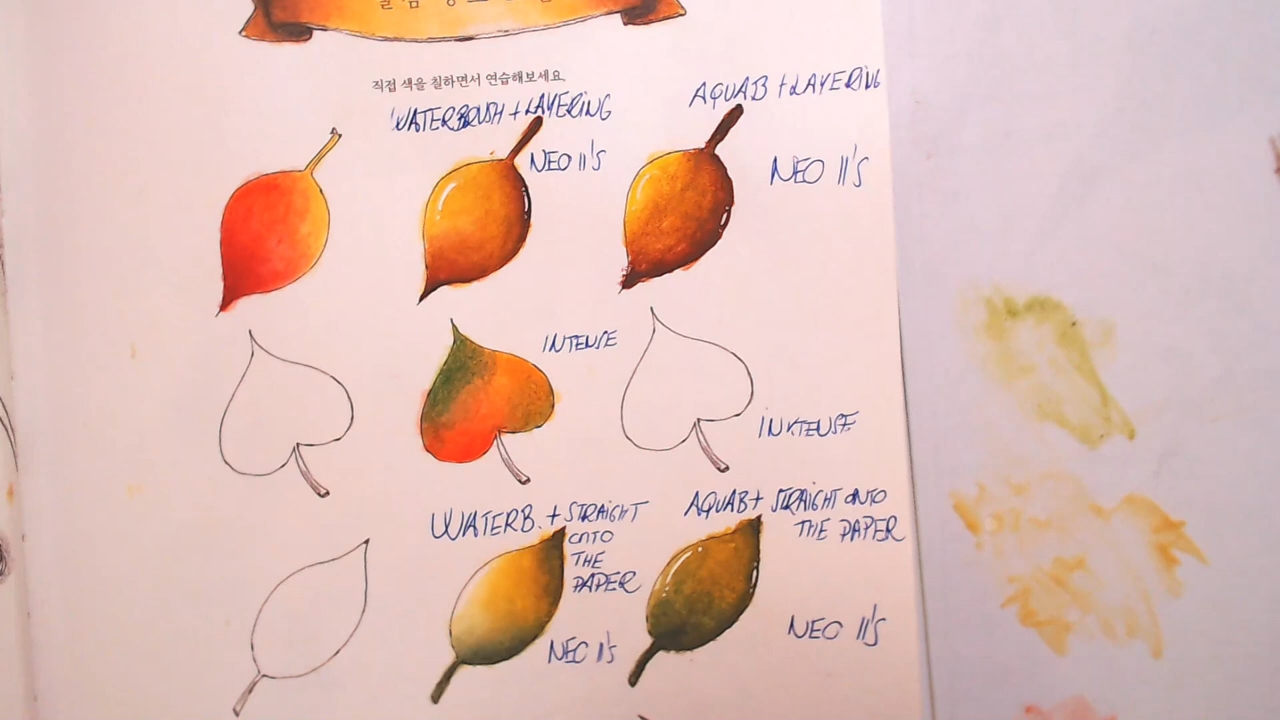 직접 색을 칠하면서 연습해보세요.
WATERBRUSH + LAYERING
AQUAB + LAYERING
NEO II'S
NEO II'S
INTENSE
INKTENSE
WATERB. + STRAIGHT
ONTO
THE
PAPER
AQUAB + STRAIGHT ONTO
THE PAPER
NEO II'S
NEO II'S